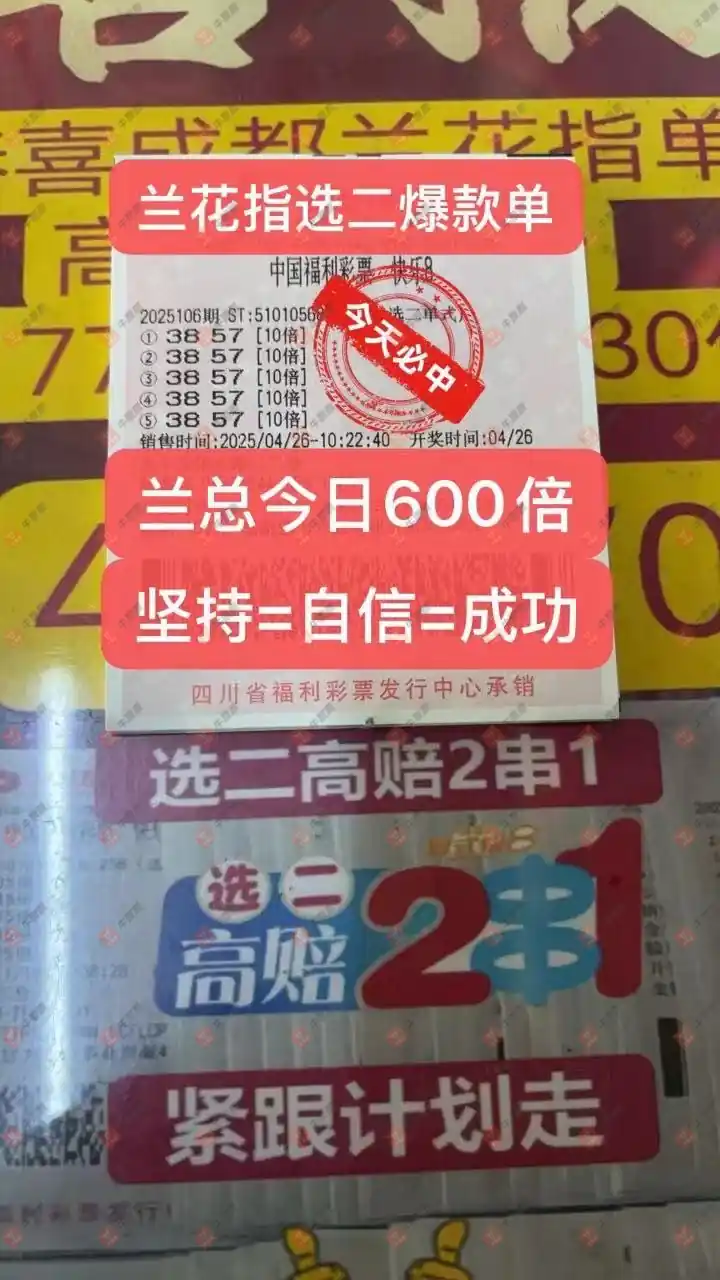 喜成都兰花指单
高
兰花指选二爆款单
中国福利彩票 快乐8
2025106期 ST:5101056 选二单式
今天必中
① 38 57 [10倍]
② 38 57 [10倍]
③ 38 57 [10倍]
④ 38 57 [10倍]
⑤ 38 57 [10倍]
77
30
销售时间:2025/04/26-10:22:40 开奖时间:04/26
兰总今日600倍
4
0
坚持=自信=成功
四川省福利彩票发行中心承销
选二高赔2串1
选二
高赔2串1
紧跟计划走